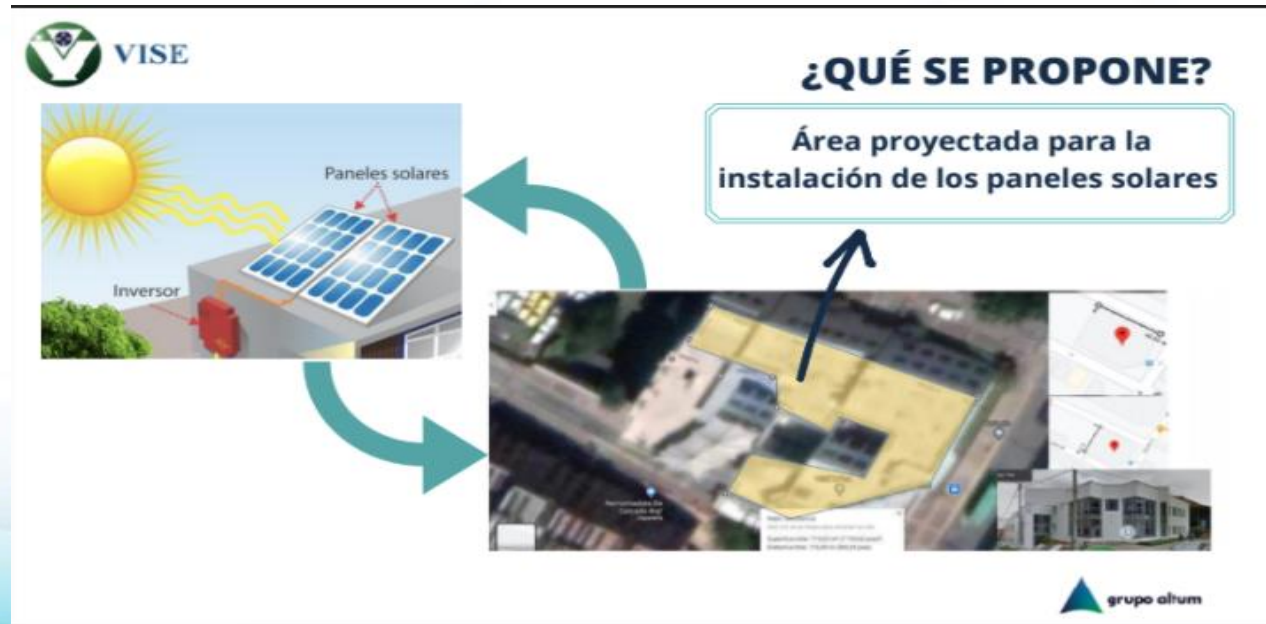 VISE
¿QUÉ SE PROPONE?
Área proyectada para la
instalación de los paneles solares
Paneles solares
Inversor
grupo altum